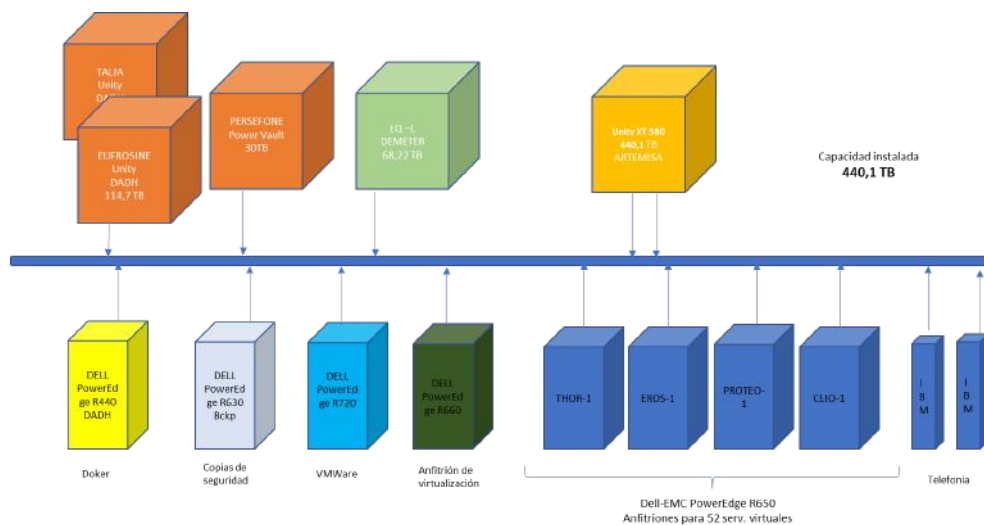 TALIA
Unity
EUFROSINE
Unity
DADH
114,7 TB
PERSEFONE
Power Vault
30TB
EQ –L
DEMETER
68,22 TB
Unity XT 380
440,1 TB
ARTEMISA
Capacidad instalada
440,1 TB
DELL
PowerEd
ge R440
DADH
DELL
PowerEd
ge R630
Bckp
DELL
PowerEd
ge R720
DELL
PowerEd
ge R660
THOR-1
EROS-1
PROTEO-
1
CLIO-1
I
B
M
I
B
M
Doker
Copias de
seguridad
VMWare
Anfitrión de
virtualización
Telefonía
Dell-EMC PowerEdge R650
Anfitriones para 52 serv. virtuales